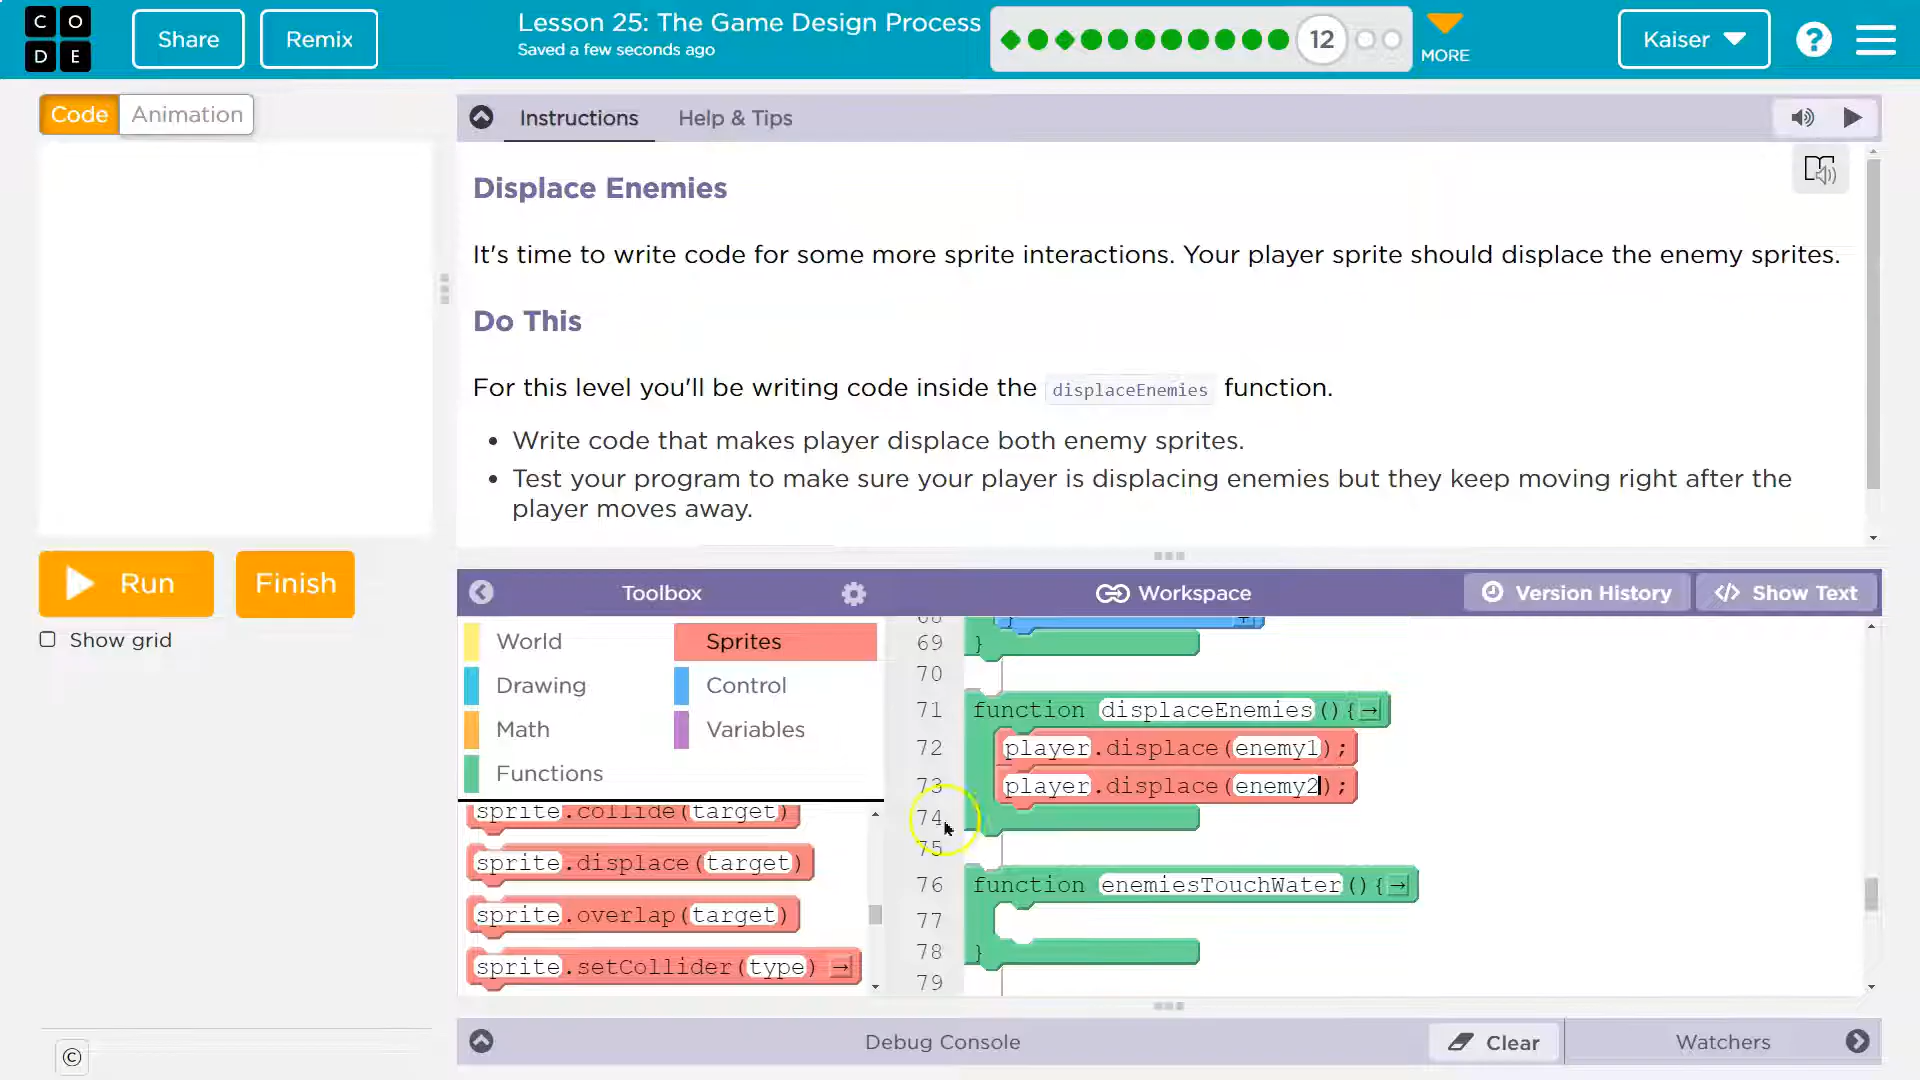 C O
D E
Share
Remix
Lesson 25: The Game Design Process
Saved a few seconds ago
12
MORE
Kaiser
?
Code
Animation
Instructions
Help & Tips
Displace Enemies
It's time to write code for some more sprite interactions. Your player sprite should displace the enemy sprites.
Do This
For this level you'll be writing code inside the displaceEnemies function.
• Write code that makes player displace both enemy sprites.
• Test your program to make sure your player is displacing enemies but they keep moving right after the
player moves away.
Run
Finish
Show grid
Toolbox
Workspace
Version History
</> Show Text
World
Sprites
Drawing
Control
Math
Variables
Functions
sprite.collide(target)
sprite.displace(target)
sprite.overlap(target)
sprite.setCollider(type) →
68 }
69 }
70
71 function displaceEnemies(){→
72 player.displace(enemy1);
73 player.displace(enemy2);
74
75
76 function enemiesTouchWater(){→
77
78 }
79
©
Debug Console
Clear
Watchers